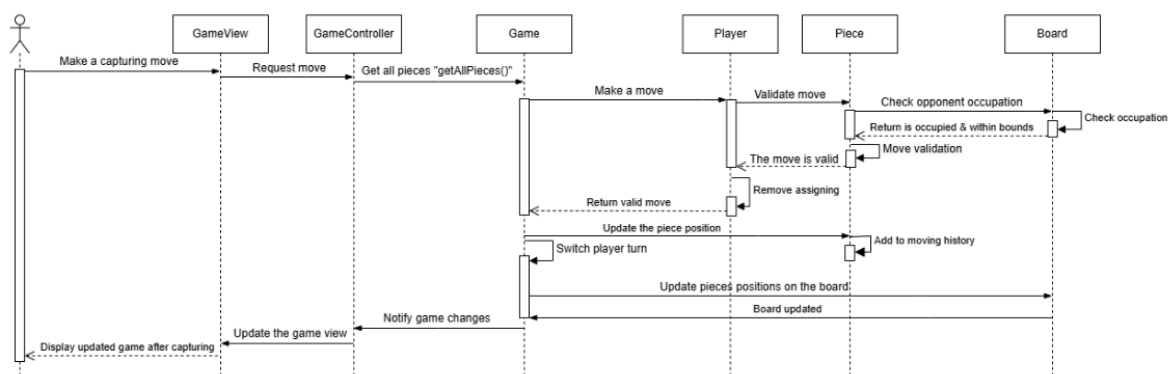 GameView
GameController
Game
Player
Piece
Board
Make a capturing move
Request move
Get all pieces "getAllPieces()"
Make a move
Validate move
Check opponent occupation
Check occupation
Return is occupied & within bounds
Move validation
The move is valid
Remove assigning
Return valid move
Update the piece position
Add to moving history
Switch player turn
Update pieces positions on the board
Board updated
Notify game changes
Update the game view
Display updated game after capturing